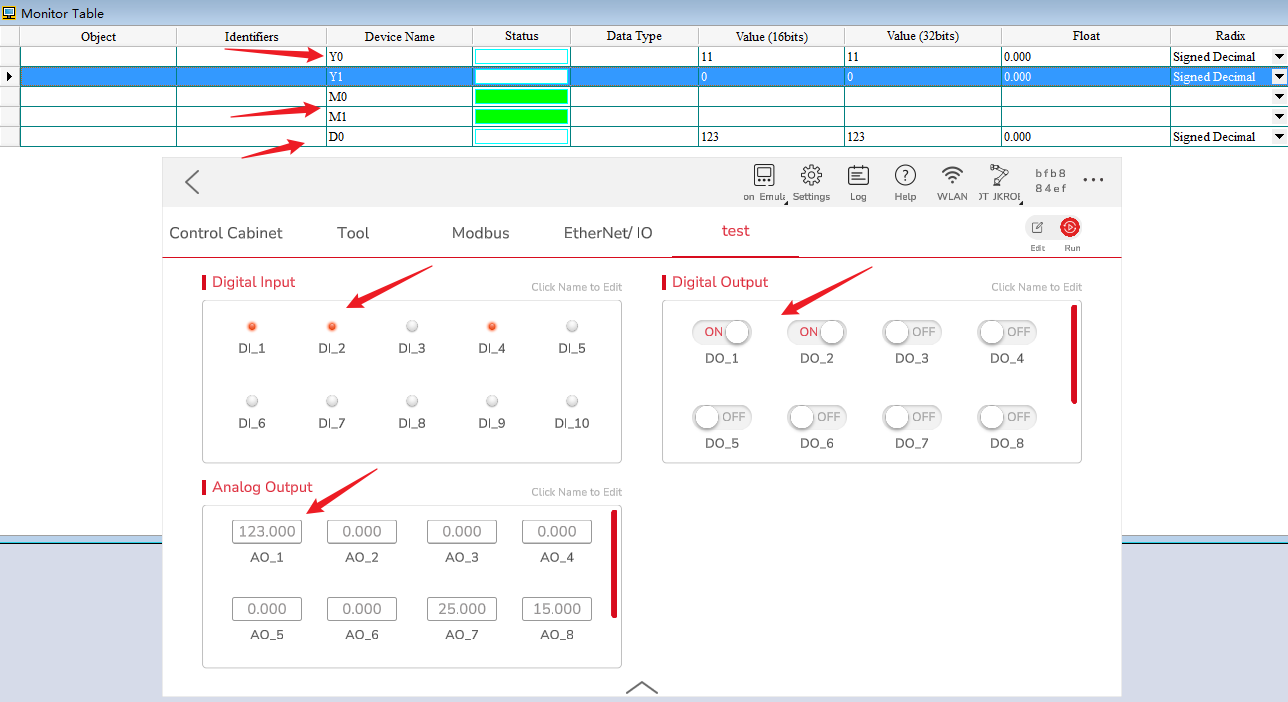 Monitor Table
Object Identifiers Device Name Status Data Type Value (16bits) Value (32bits) Float Radix
Y0 11 11 0.000 Signed Decimal
Y1 0 0 0.000 Signed Decimal
M0
M1
D0 123 123 0.000 Signed Decimal
on Emula Settings Log Help WLAN OT JKROB bfb8
84ef
Control Cabinet Tool Modbus EtherNet/ IO test
Edit Run
Digital Input Click Name to Edit
DI_1 DI_2 DI_3 DI_4 DI_5
DI_6 DI_7 DI_8 DI_9 DI_10
Digital Output Click Name to Edit
ON ON OFF OFF
DO_1 DO_2 DO_3 DO_4
OFF OFF OFF OFF
DO_5 DO_6 DO_7 DO_8
Analog Output Click Name to Edit
123.000 0.000 0.000 0.000
AO_1 AO_2 AO_3 AO_4
0.000 0.000 25.000 15.000
AO_5 AO_6 AO_7 AO_8